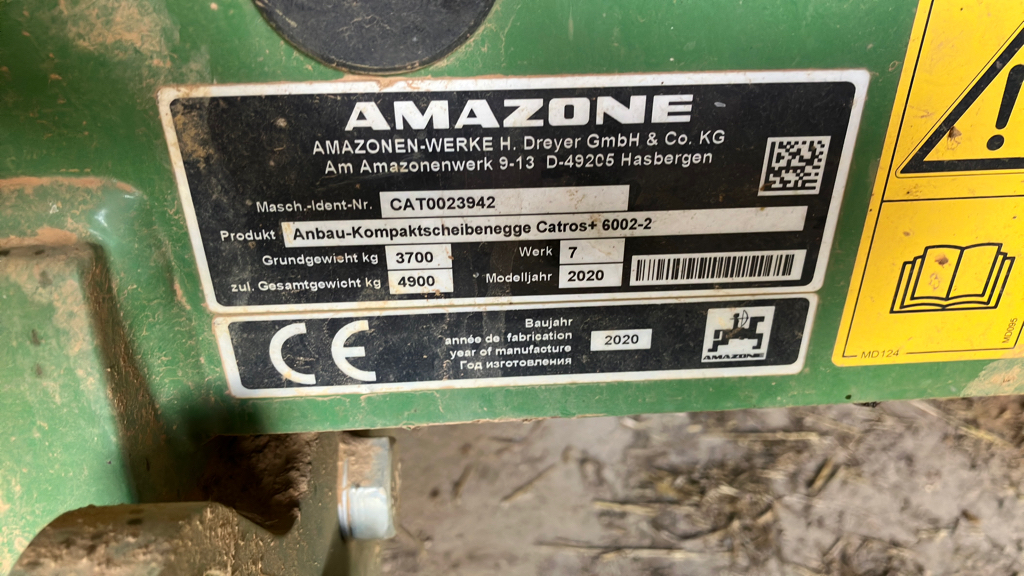 AMAZONE
AMAZONEN-WERKE H. Dreyer GmbH & Co. KG
Am Amazonenwerk 9-13 D-49205 Hasbergen
Masch.-Ident-Nr. CAT0023942
Produkt Anbau-Kompaktscheibenegge Catros+ 6002-2
Grundgewicht kg 3700 Werk 7
zul. Gesamtgewicht kg 4900 Modelljahr 2020
CE
Baujahr
année de fabrication
year of manufacture
Год изготовления
2020
AMAZONE
MD124
MD095